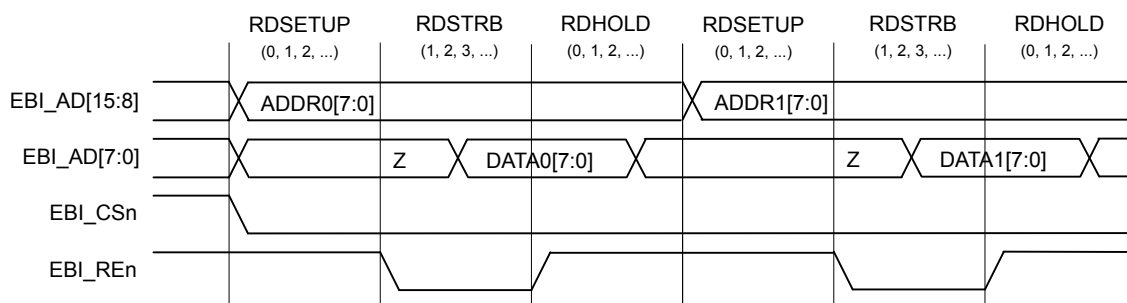 RDSETUP RDSTRB RDHOLD RDSETUP RDSTRB RDHOLD
(0, 1, 2, ...) (1, 2, 3, ...) (0, 1, 2, ...) (0, 1, 2, ...) (1, 2, 3, ...) (0, 1, 2, ...)
EBI_AD[15:8] ADDR0[7:0] ADDR1[7:0]
EBI_AD[7:0] Z DATA0[7:0] Z DATA1[7:0]
EBI_CSn
EBI_REn